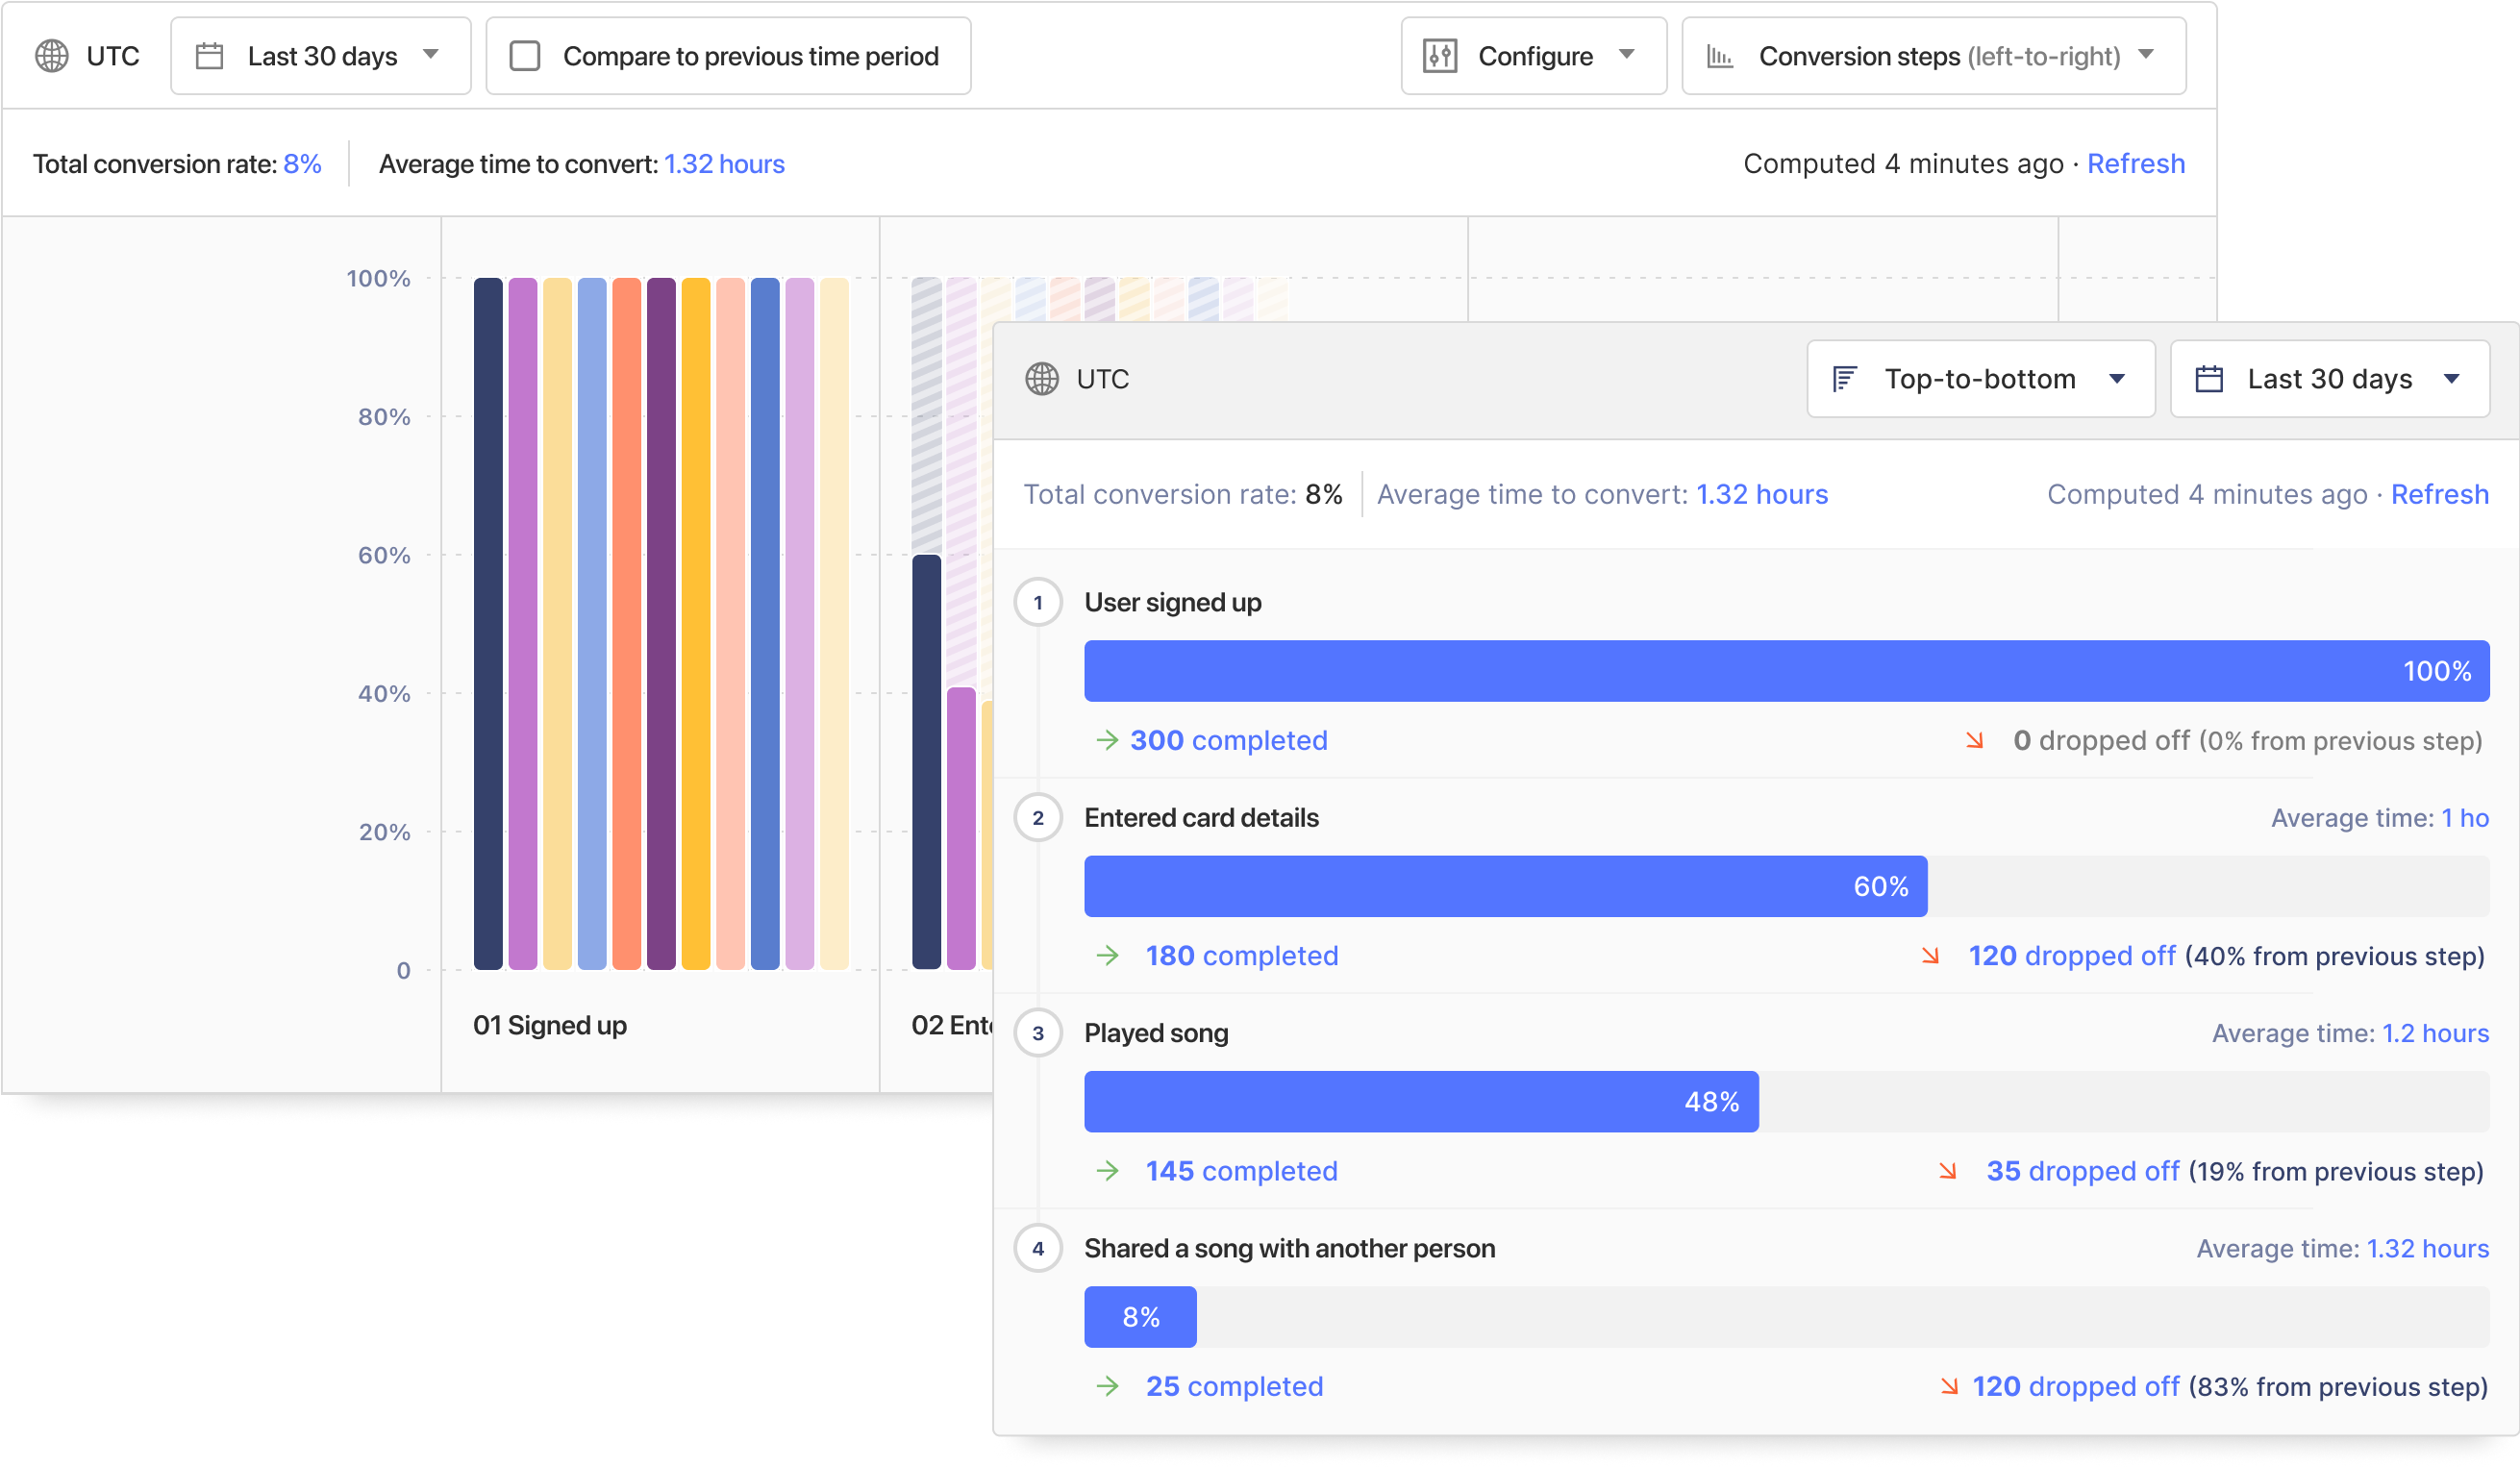 UTC Last 30 days Compare to previous time period Configure Conversion steps (left-to-right)
Total conversion rate: 8% Average time to convert: 1.32 hours Computed 4 minutes ago · Refresh
100%
80%
60%
40%
20%
0
01 Signed up
02 Ente
UTC Top-to-bottom Last 30 days
Total conversion rate: 8% Average time to convert: 1.32 hours Computed 4 minutes ago · Refresh
1 User signed up
100%
300 completed 0 dropped off (0% from previous step)
2 Entered card details Average time: 1 ho
60%
180 completed 120 dropped off (40% from previous step)
3 Played song Average time: 1.2 hours
48%
145 completed 35 dropped off (19% from previous step)
4 Shared a song with another person Average time: 1.32 hours
8%
25 completed 120 dropped off (83% from previous step)